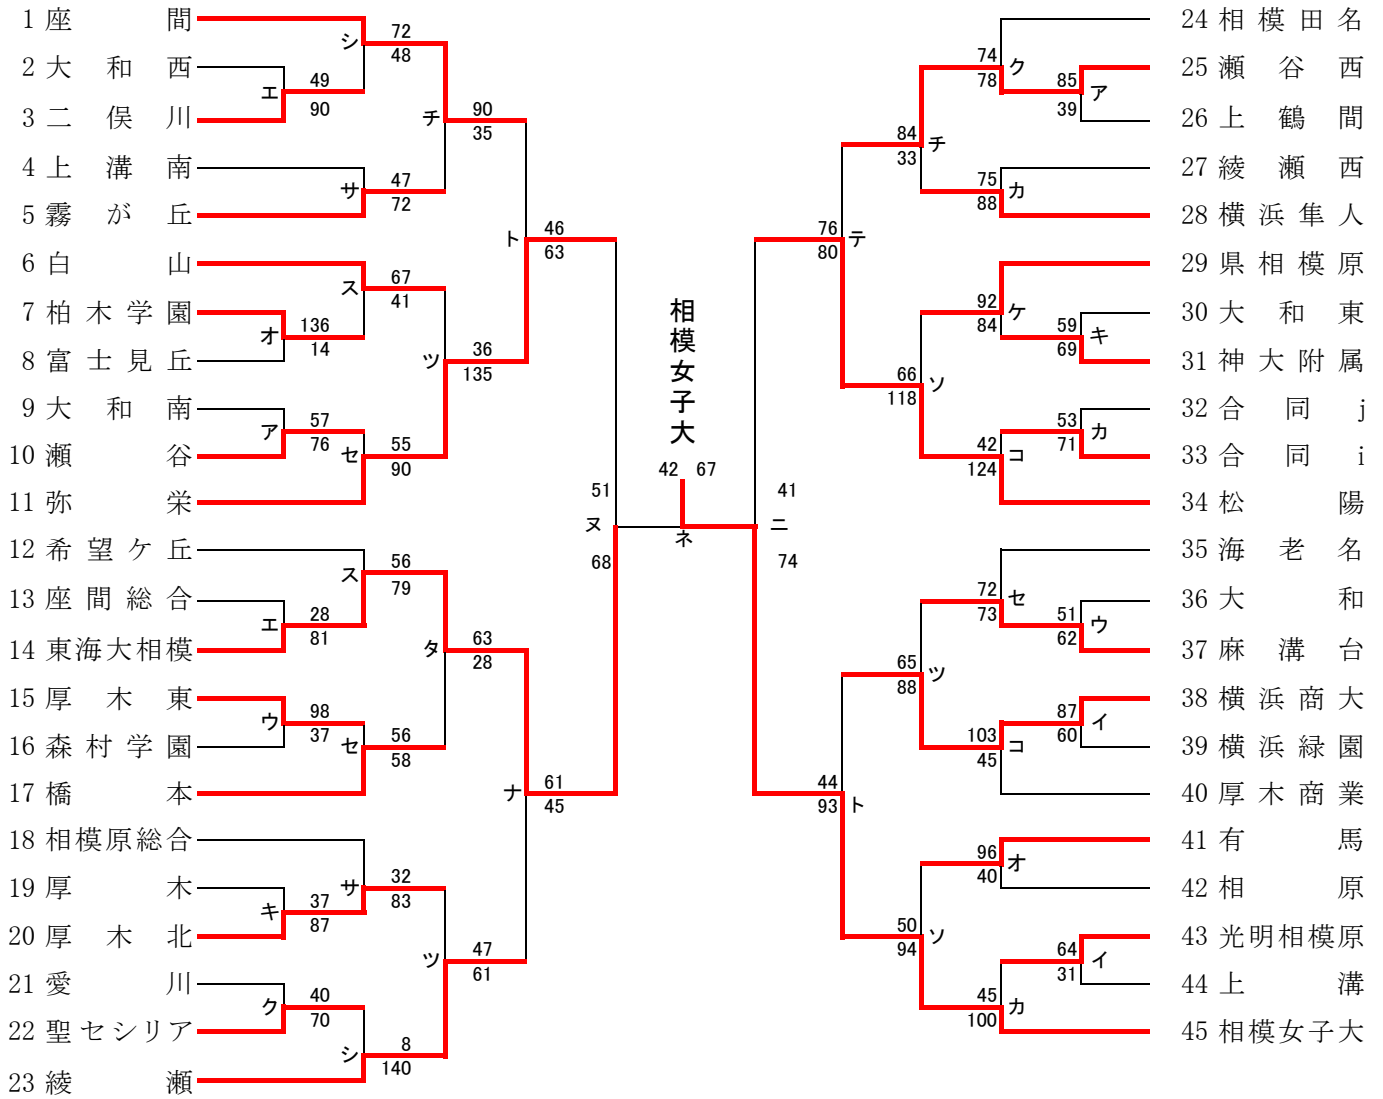 1 座間
2 大和西
3 二俣川
4 上溝南
5 霧が丘
6 白山
7 柏木学園
8 富士見丘
9 大和南
10 瀬谷
11 弥栄
12 希望ケ丘
13 座間総合
14 東海大相模
15 厚木東
16 森村学園
17 橋本
18 相模原総合
19 厚木
20 厚木北
21 愛川
22 聖セシリア
23 綾瀬
エ
49
90
オ
136
14
ア
57
76
エ
28
81
ウ
98
37
キ
37
87
ク
40
70
シ
72
48
サ
47
72
ス
67
41
セ
55
90
ス
56
79
セ
56
58
サ
32
83
シ
8
140
チ
90
35
ツ
36
135
タ
63
28
ツ
47
61
ト
46
63
ナ
61
45
51
ヌ
68
相模女子大
42 67
ネ
41
ニ
74
76
テ
80
44
93
ト
84
33
チ
66
118
ソ
65
88
ツ
50
94
ソ
74
78
ク
75
88
カ
92
84
ケ
42
124
コ
72
73
セ
103
45
コ
96
40
オ
45
100
カ
85
39
ア
59
69
キ
53
71
カ
51
62
ウ
87
60
イ
64
31
イ
24 相模田名
25 瀬谷西
26 上鶴間
27 綾瀬西
28 横浜隼人
29 県相模原
30 大和東
31 神大附属
32 合同j
33 合同i
34 松陽
35 海老名
36 大和
37 麻溝台
38 横浜商大
39 横浜緑園
40 厚木商業
41 有馬
42 相原
43 光明相模原
44 上溝
45 相模女子大